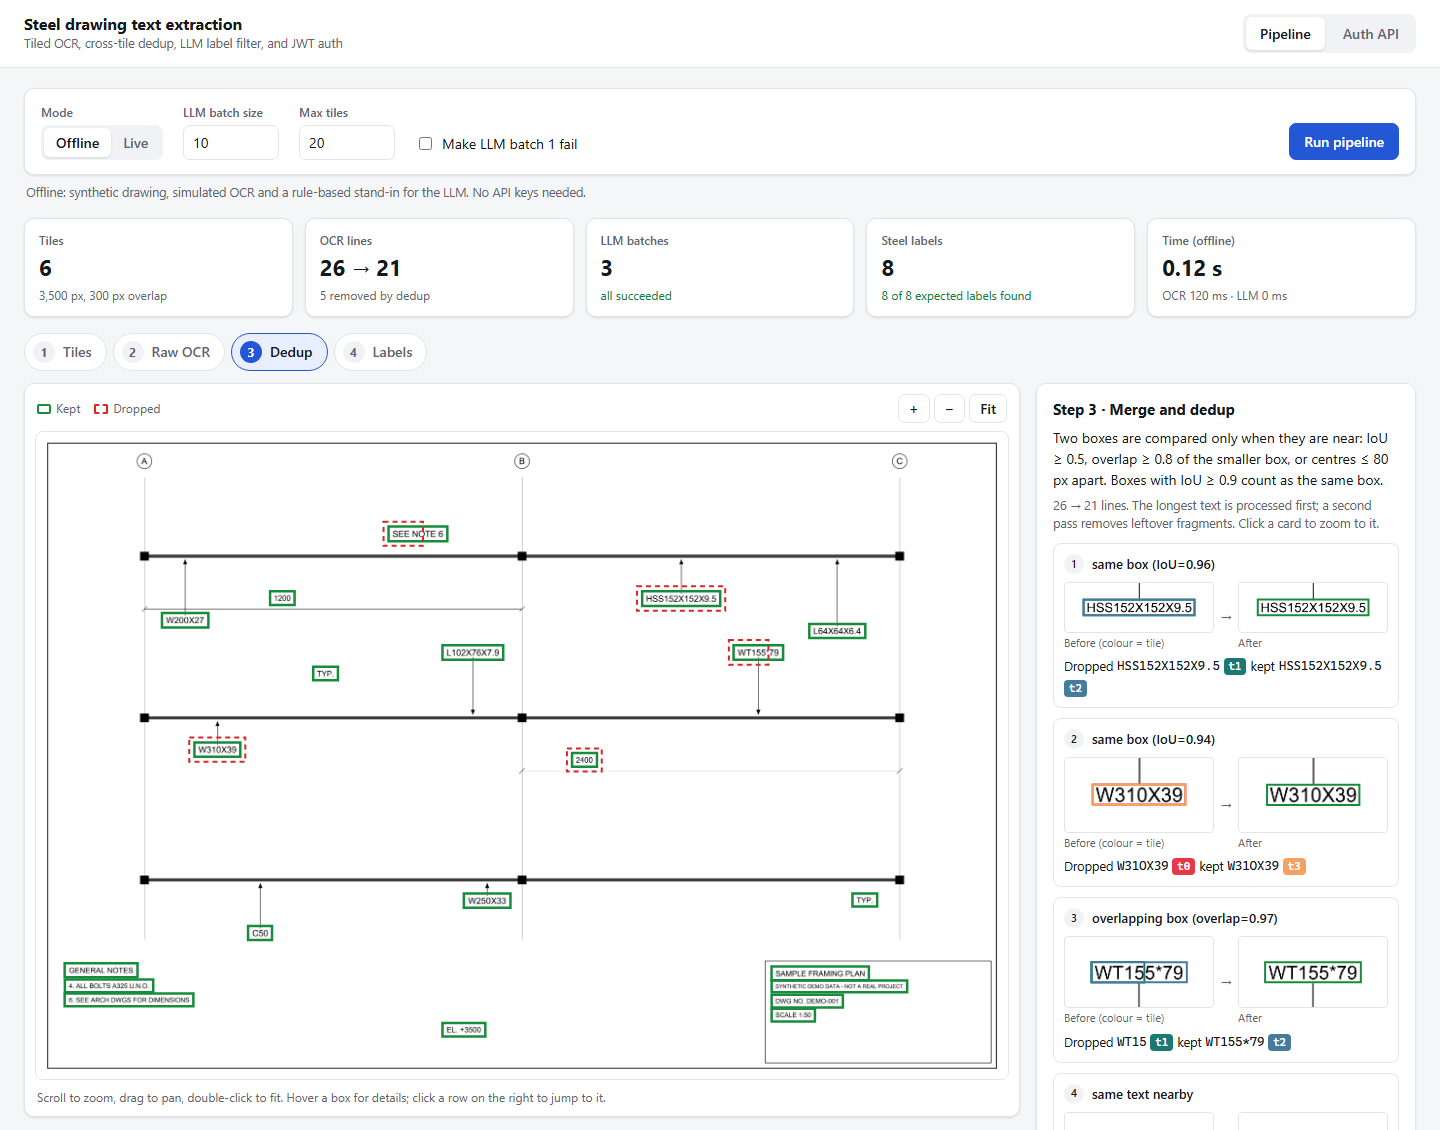 Steel drawing text extraction
Tiled OCR, cross-tile dedup, LLM label filter, and JWT auth
Pipeline
Auth API
Mode
LLM batch size
Max tiles
Offline
Live
10
20
Make LLM batch 1 fail
Run pipeline
Offline: synthetic drawing, simulated OCR and a rule-based stand-in for the LLM. No API keys needed.
Tiles
6
3,500 px, 300 px overlap
OCR lines
26 → 21
5 removed by dedup
LLM batches
3
all succeeded
Steel labels
8
8 of 8 expected labels found
Time (offline)
0.12 s
OCR 120 ms · LLM 0 ms
1 Tiles
2 Raw OCR
3 Dedup
4 Labels
Kept
Dropped
+
−
Fit
A
B
C
SEE NOTE 6
1200
HSS152X152X9.5
W200X27
L64X64X6.4
L102X76X7.9
WT155*79
TYP.
W310X39
2400
W250X33
TYP.
C50
GENERAL NOTES
4. ALL BOLTS A325 U.N.O.
6. SEE ARCH DWGS FOR DIMENSIONS
SAMPLE FRAMING PLAN
SYNTHETIC DEMO DATA - NOT A REAL PROJECT
DWG NO. DEMO-001
SCALE 1:50
EL. +3500
Scroll to zoom, drag to pan, double-click to fit. Hover a box for details; click a row on the right to jump to it.
Step 3 · Merge and dedup
Two boxes are compared only when they are near: IoU
≥ 0.5, overlap ≥ 0.8 of the smaller box, or centres ≤ 80
px apart. Boxes with IoU ≥ 0.9 count as the same box.
26 → 21 lines. The longest text is processed first; a second
pass removes leftover fragments. Click a card to zoom to it.
1 same box (IoU=0.96)
HSS152X152X9.5
→
HSS152X152X9.5
Before (colour = tile)
After
Dropped HSS152X152X9.5 t1 kept HSS152X152X9.5
t2
2 same box (IoU=0.94)
W310X39
→
W310X39
Before (colour = tile)
After
Dropped W310X39 t0 kept W310X39 t3
3 overlapping box (overlap=0.97)
WT155*79
→
WT155*79
Before (colour = tile)
After
Dropped WT15 t1 kept WT155*79 t2
4 same text nearby